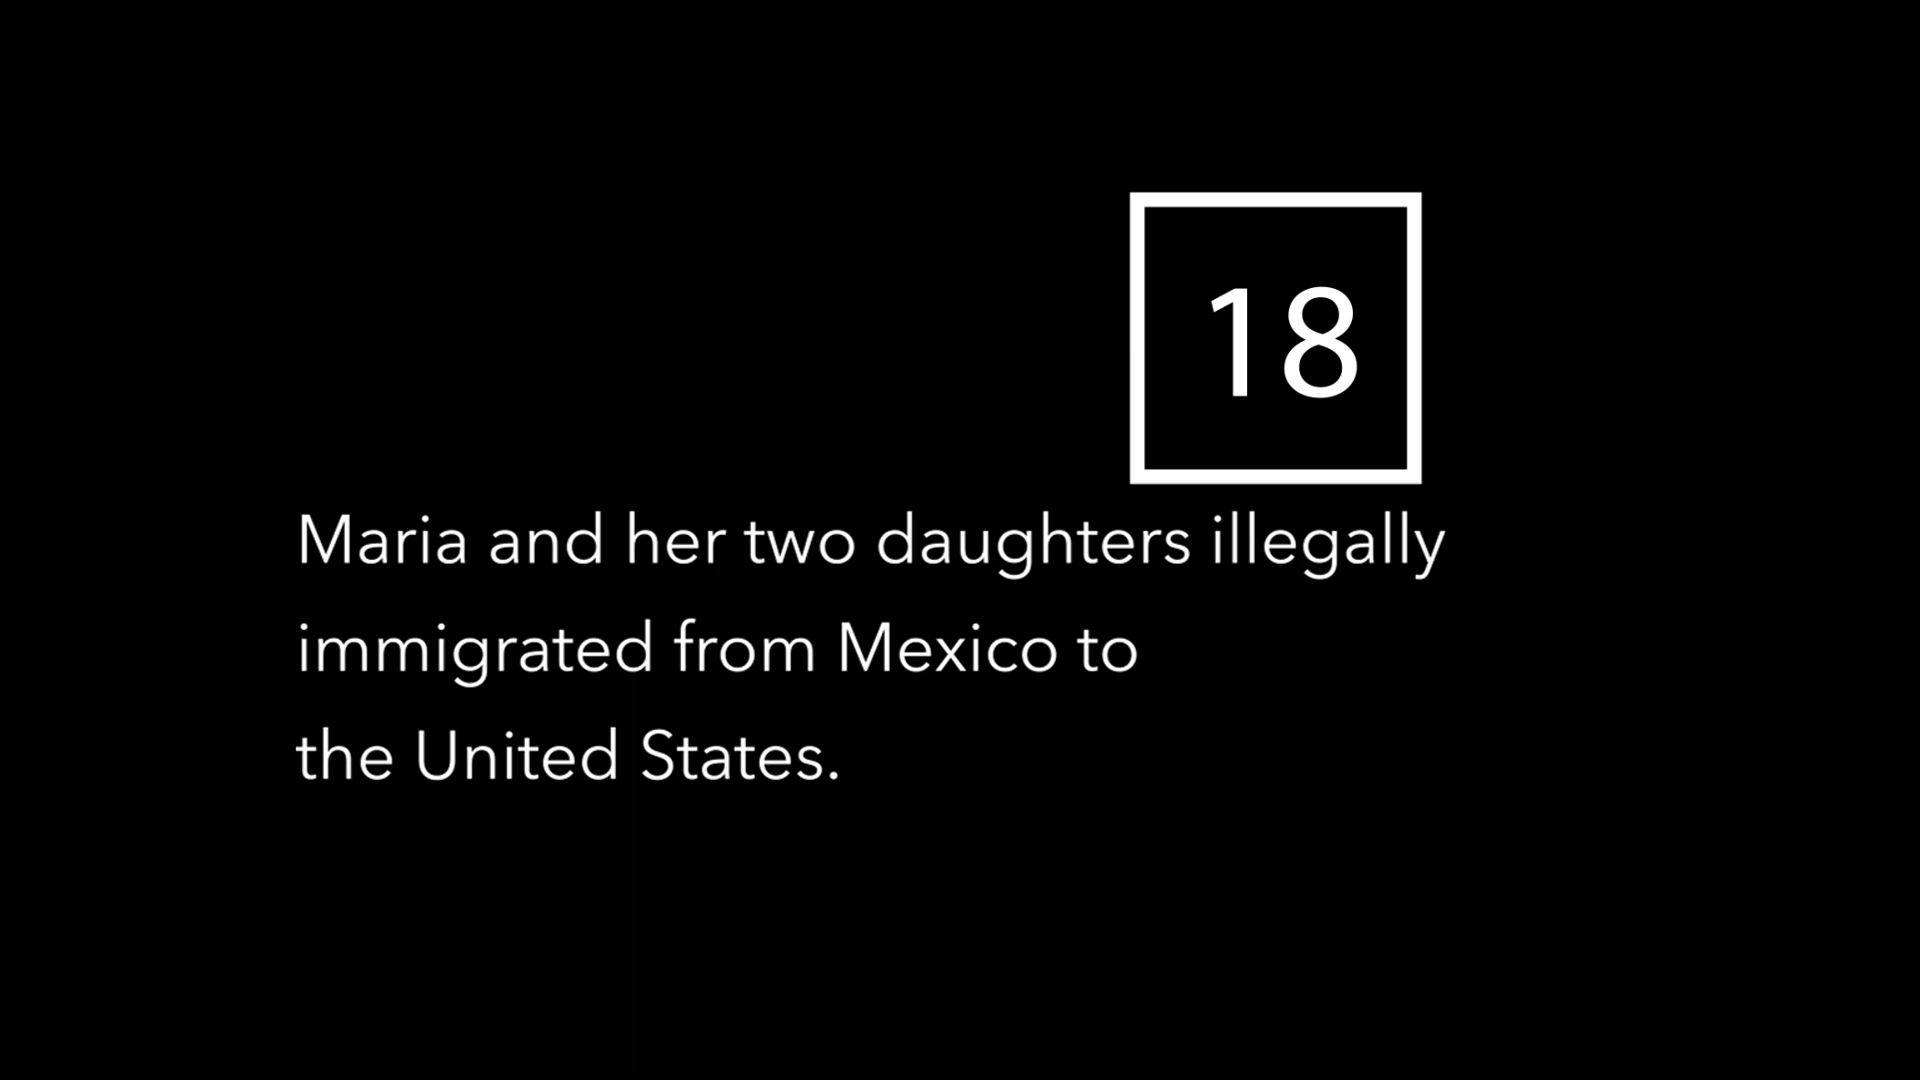 18
Maria and her two daughters illegally
immigrated from Mexico to
the United States.